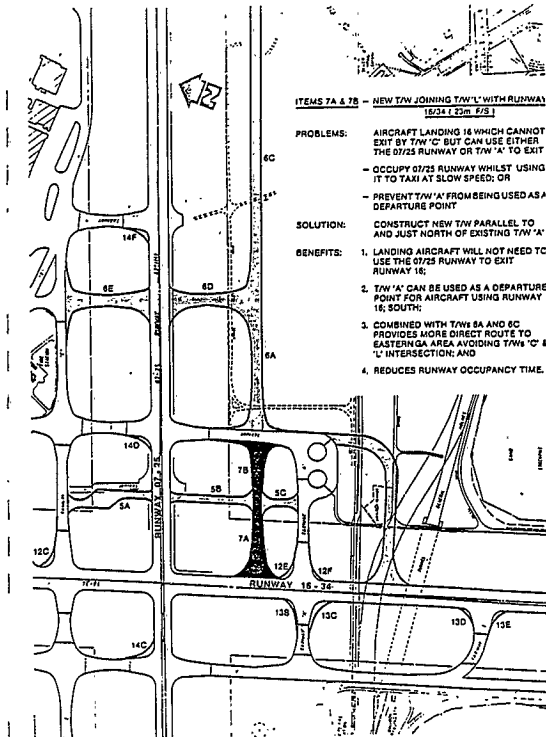 ITEMS 7A & 7B – NEW T/W JOINING T/W 'L' WITH RUNWAY
16/34 ( 23m F/S )
PROBLEMS: AIRCRAFT LANDING 16 WHICH CANNOT
EXIT BY T/W 'C' BUT CAN USE EITHER
THE 07/25 RUNWAY OR T/W 'A' TO EXIT
– OCCUPY 07/25 RUNWAY WHILST USING
IT TO TAXI AT SLOW SPEED; OR
– PREVENT T/W 'A' FROM BEING USED AS A
DEPARTURE POINT
SOLUTION: CONSTRUCT NEW T/W PARALLEL TO
AND JUST NORTH OF EXISTING T/W 'A'
BENEFITS: 1. LANDING AIRCRAFT WILL NOT NEED TO
USE THE 07/25 RUNWAY TO EXIT
RUNWAY 16;
2. T/W 'A' CAN BE USED AS A DEPARTURE
POINT FOR AIRCRAFT USING RUNWAY
16; SOUTH;
3. COMBINED WITH T/Ws 6A AND 6C
PROVIDES MORE DIRECT ROUTE TO
EASTERN GA AREA AVOIDING T/Ws 'C' &
'L' INTERSECTION; AND
4. REDUCES RUNWAY OCCUPANCY TIME.
N
6C
14F
6E
6D
6A
14D
7B
5B
5C
5A
7A
12C
12E
12F
RUNWAY 07-25
RUNWAY 16-34
13B
13C
13D
13E
14C